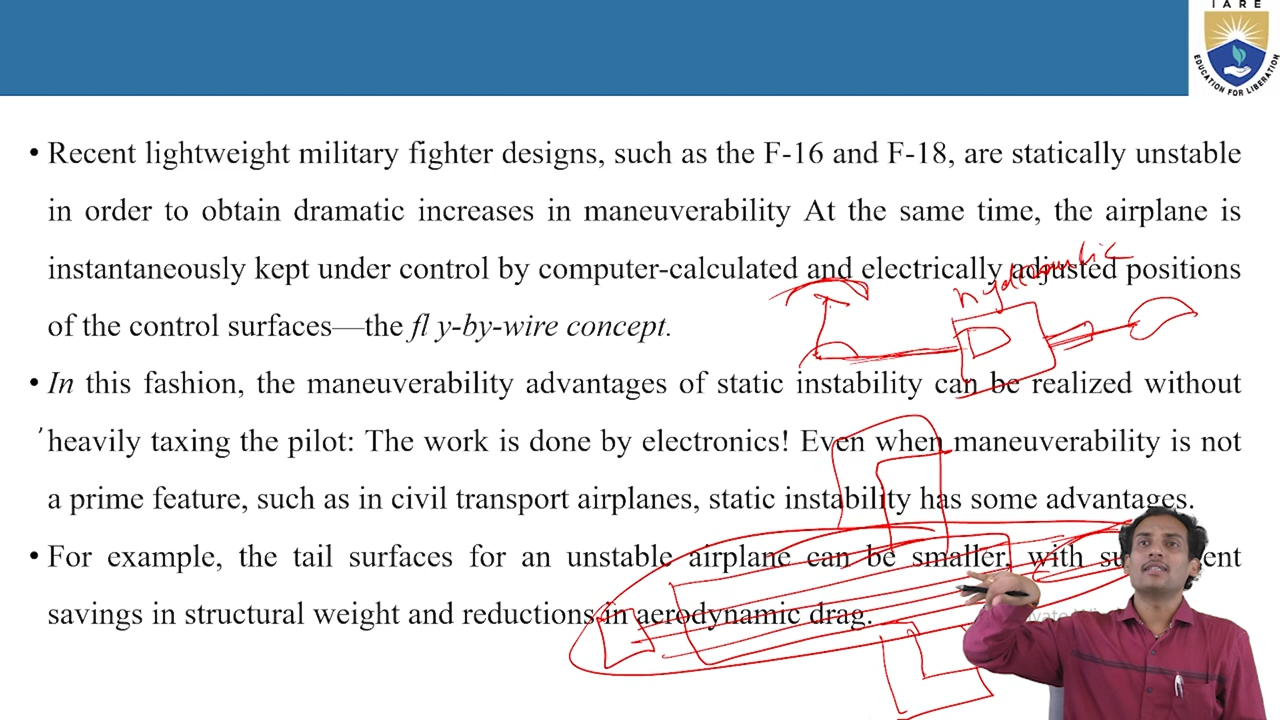 IARE
EDUCATION FOR LIBERATION
• Recent lightweight military fighter designs, such as the F-16 and F-18, are statically unstable
in order to obtain dramatic increases in maneuverability At the same time, the airplane is
instantaneously kept under control by computer-calculated and electrically adjusted positions
hydraulic
of the control surfaces—the fl y-by-wire concept.
• In this fashion, the maneuverability advantages of static instability can be realized without
heavily taxing the pilot: The work is done by electronics! Even when maneuverability is not
a prime feature, such as in civil transport airplanes, static instability has some advantages.
• For example, the tail surfaces for an unstable airplane can be smaller, with
savings in structural weight and reductions in aerodynamic drag.